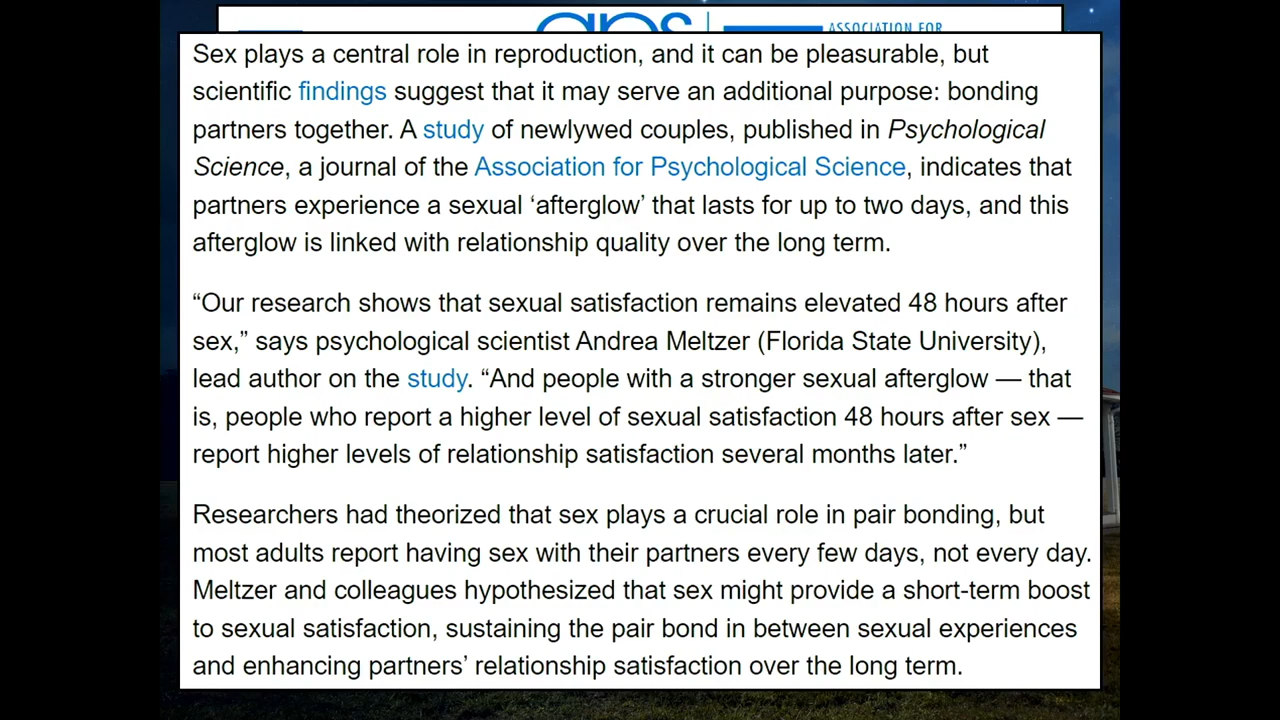 aps
ASSOCIATION FOR
Sex plays a central role in reproduction, and it can be pleasurable, but
scientific findings suggest that it may serve an additional purpose: bonding
partners together. A study of newlywed couples, published in Psychological
Science, a journal of the Association for Psychological Science, indicates that
partners experience a sexual ‘afterglow’ that lasts for up to two days, and this
afterglow is linked with relationship quality over the long term.
“Our research shows that sexual satisfaction remains elevated 48 hours after
sex,” says psychological scientist Andrea Meltzer (Florida State University),
lead author on the study. “And people with a stronger sexual afterglow — that
is, people who report a higher level of sexual satisfaction 48 hours after sex —
report higher levels of relationship satisfaction several months later.”
Researchers had theorized that sex plays a crucial role in pair bonding, but
most adults report having sex with their partners every few days, not every day.
Meltzer and colleagues hypothesized that sex might provide a short-term boost
to sexual satisfaction, sustaining the pair bond in between sexual experiences
and enhancing partners’ relationship satisfaction over the long term.